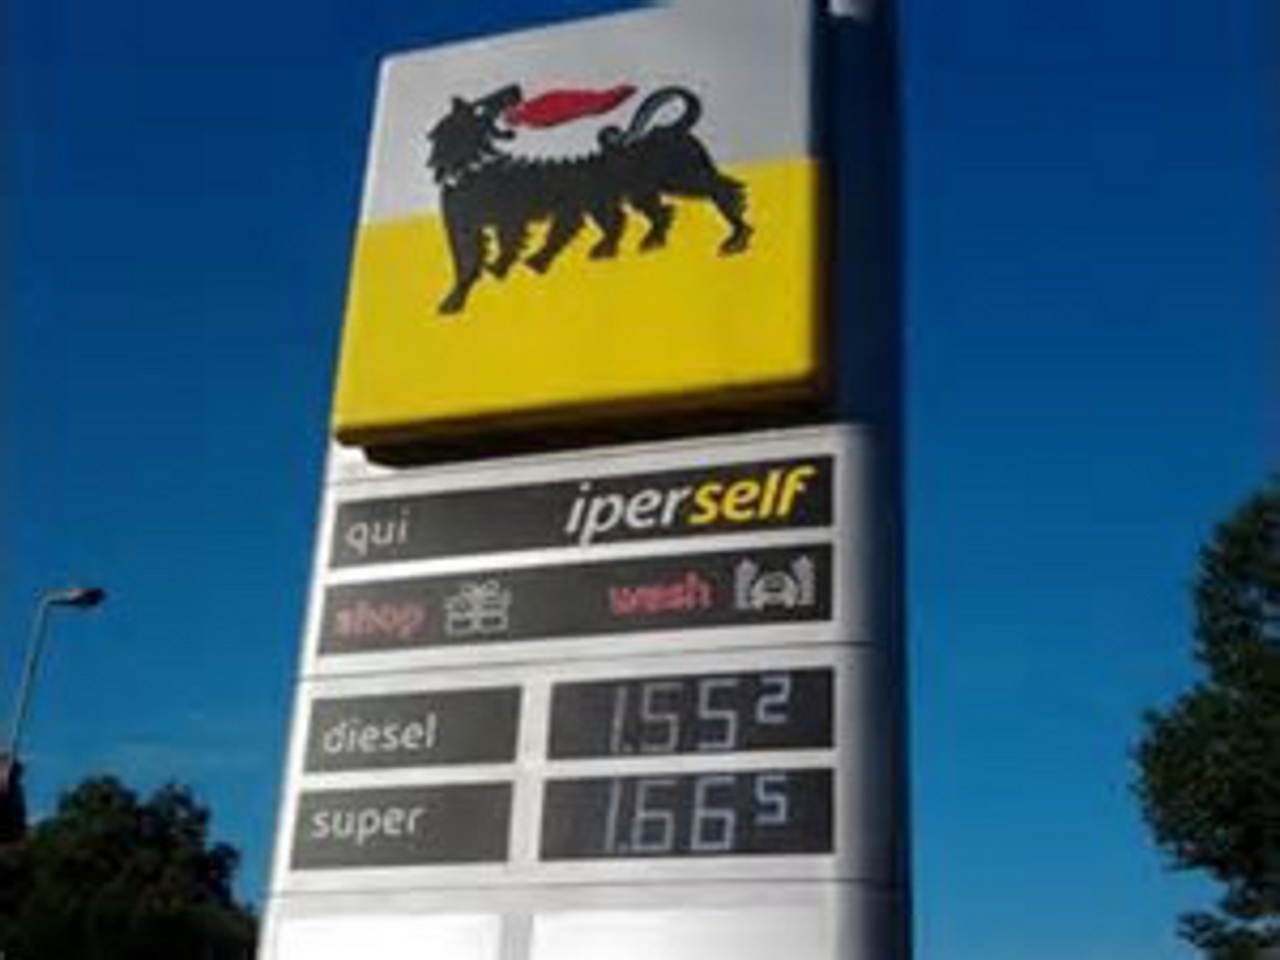 qui iperself
shop wash
diesel 1.552
super 1.665